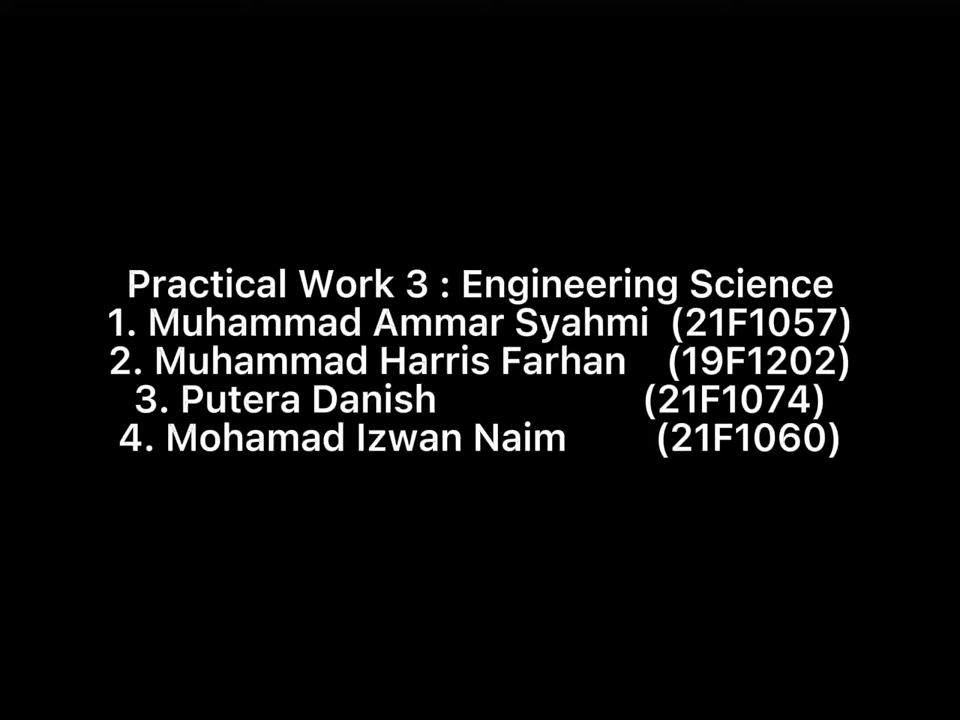 Practical Work 3 : Engineering Science
1. Muhammad Ammar Syahmi (21F1057)
2. Muhammad Harris Farhan (19F1202)
3. Putera Danish (21F1074)
4. Mohamad Izwan Naim (21F1060)